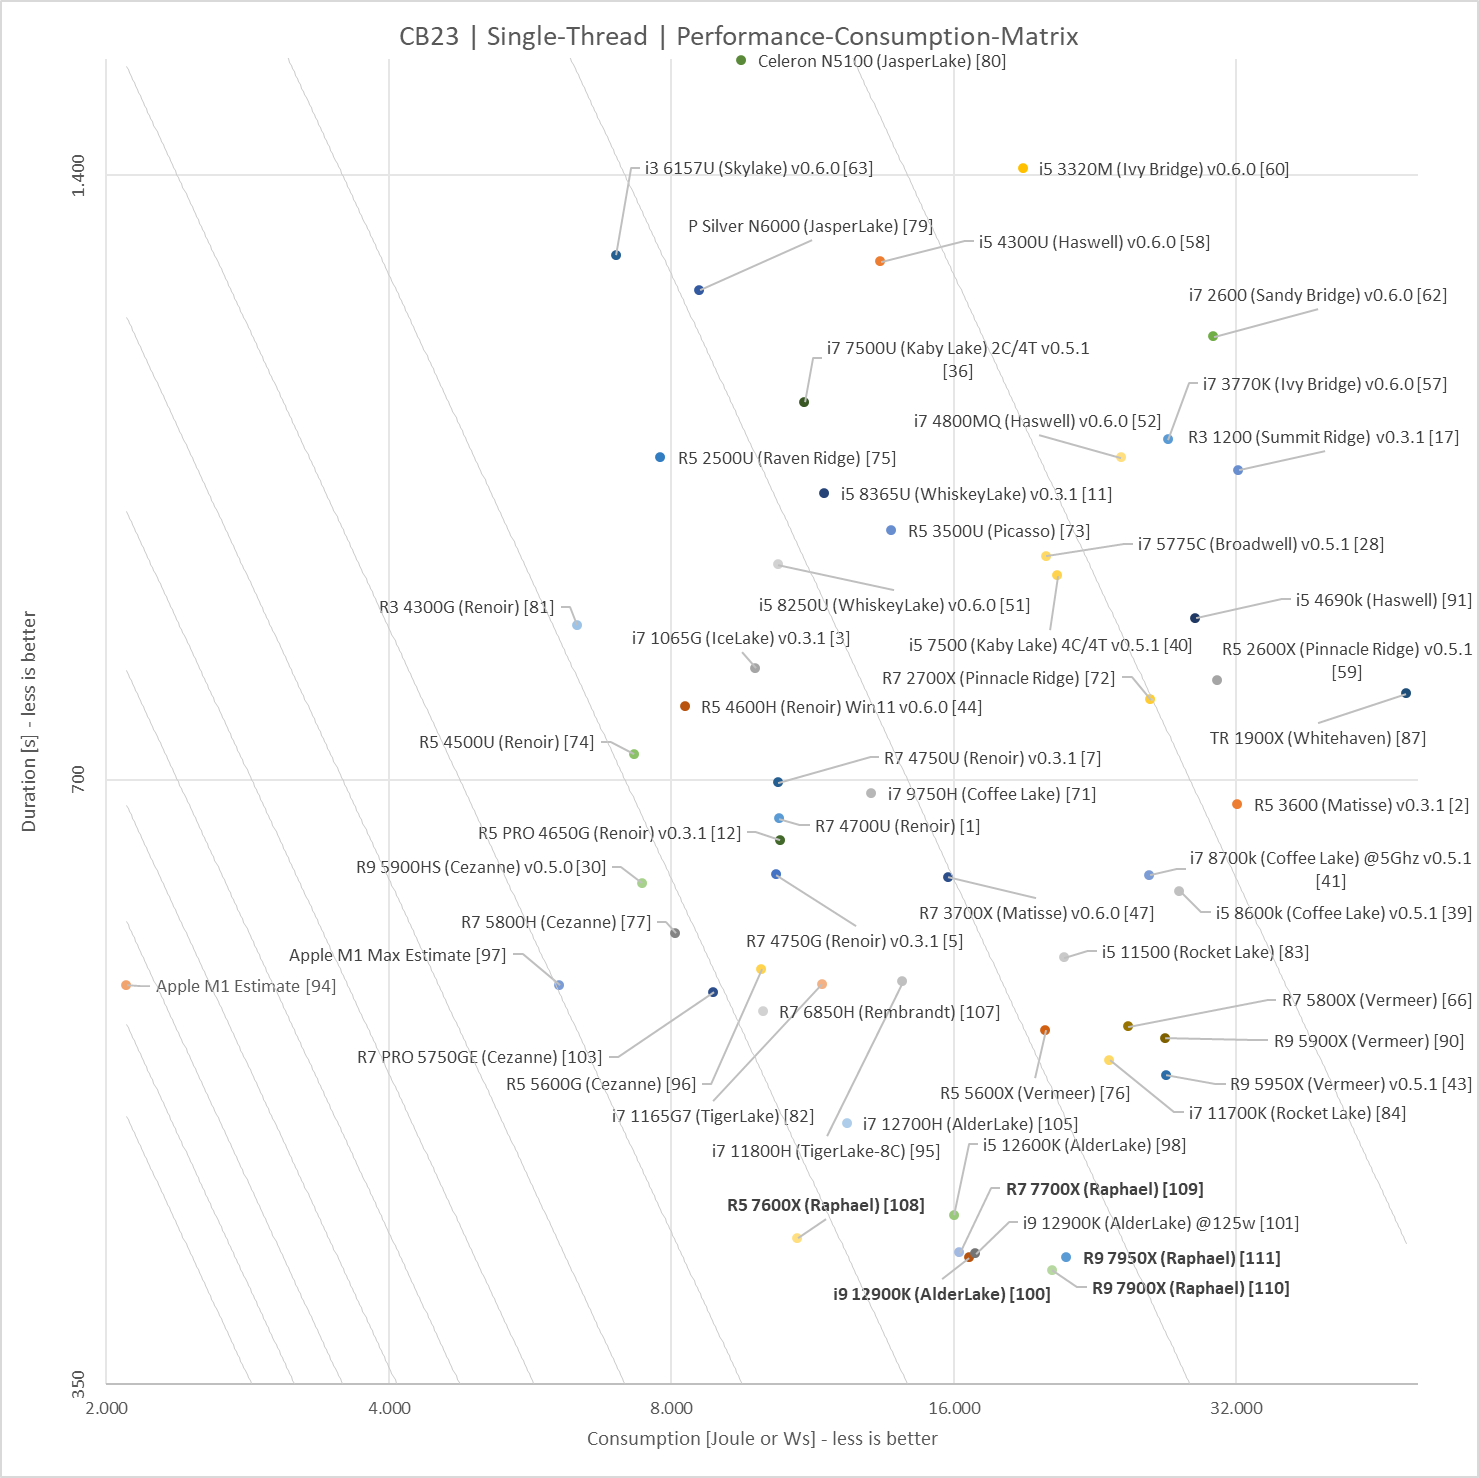 CB23 | Single-Thread | Performance-Consumption-Matrix
Celeron N5100 (JasperLake) [80]
1.400
i3 6157U (Skylake) v0.6.0 [63]
i5 3320M (Ivy Bridge) v0.6.0 [60]
P Silver N6000 (JasperLake) [79]
i5 4300U (Haswell) v0.6.0 [58]
i7 2600 (Sandy Bridge) v0.6.0 [62]
i7 7500U (Kaby Lake) 2C/4T v0.5.1
[36]
i7 3770K (Ivy Bridge) v0.6.0 [57]
i7 4800MQ (Haswell) v0.6.0 [52]
R3 1200 (Summit Ridge) v0.3.1 [17]
R5 2500U (Raven Ridge) [75]
i5 8365U (WhiskeyLake) v0.3.1 [11]
R5 3500U (Picasso) [73]
i7 5775C (Broadwell) v0.5.1 [28]
i5 8250U (WhiskeyLake) v0.6.0 [51]
R3 4300G (Renoir) [81]
i5 4690k (Haswell) [91]
i7 1065G (IceLake) v0.3.1 [3]
i5 7500 (Kaby Lake) 4C/4T v0.5.1 [40]
R5 2600X (Pinnacle Ridge) v0.5.1
[59]
R7 2700X (Pinnacle Ridge) [72]
R5 4600H (Renoir) Win11 v0.6.0 [44]
TR 1900X (Whitehaven) [87]
R5 4500U (Renoir) [74]
R7 4750U (Renoir) v0.3.1 [7]
700
Duration [s] - less is better
i7 9750H (Coffee Lake) [71]
R5 3600 (Matisse) v0.3.1 [2]
R7 4700U (Renoir) [1]
R5 PRO 4650G (Renoir) v0.3.1 [12]
i7 8700k (Coffee Lake) @5Ghz v0.5.1
[41]
R9 5900HS (Cezanne) v0.5.0 [30]
R7 3700X (Matisse) v0.6.0 [47]
i5 8600k (Coffee Lake) v0.5.1 [39]
R7 5800H (Cezanne) [77]
R7 4750G (Renoir) v0.3.1 [5]
Apple M1 Max Estimate [97]
i5 11500 (Rocket Lake) [83]
Apple M1 Estimate [94]
R7 5800X (Vermeer) [66]
R7 6850H (Rembrandt) [107]
R9 5900X (Vermeer) [90]
R7 PRO 5750GE (Cezanne) [103]
R5 5600G (Cezanne) [96]
R9 5950X (Vermeer) v0.5.1 [43]
R5 5600X (Vermeer) [76]
i7 11700K (Rocket Lake) [84]
i7 1165G7 (TigerLake) [82]
i7 12700H (AlderLake) [105]
i7 11800H (TigerLake-8C) [95]
i5 12600K (AlderLake) [98]
R7 7700X (Raphael) [109]
R5 7600X (Raphael) [108]
i9 12900K (AlderLake) @125w [101]
R9 7950X (Raphael) [111]
R9 7900X (Raphael) [110]
i9 12900K (AlderLake) [100]
350
2.000 4.000 8.000 16.000 32.000
Consumption [Joule or Ws] - less is better